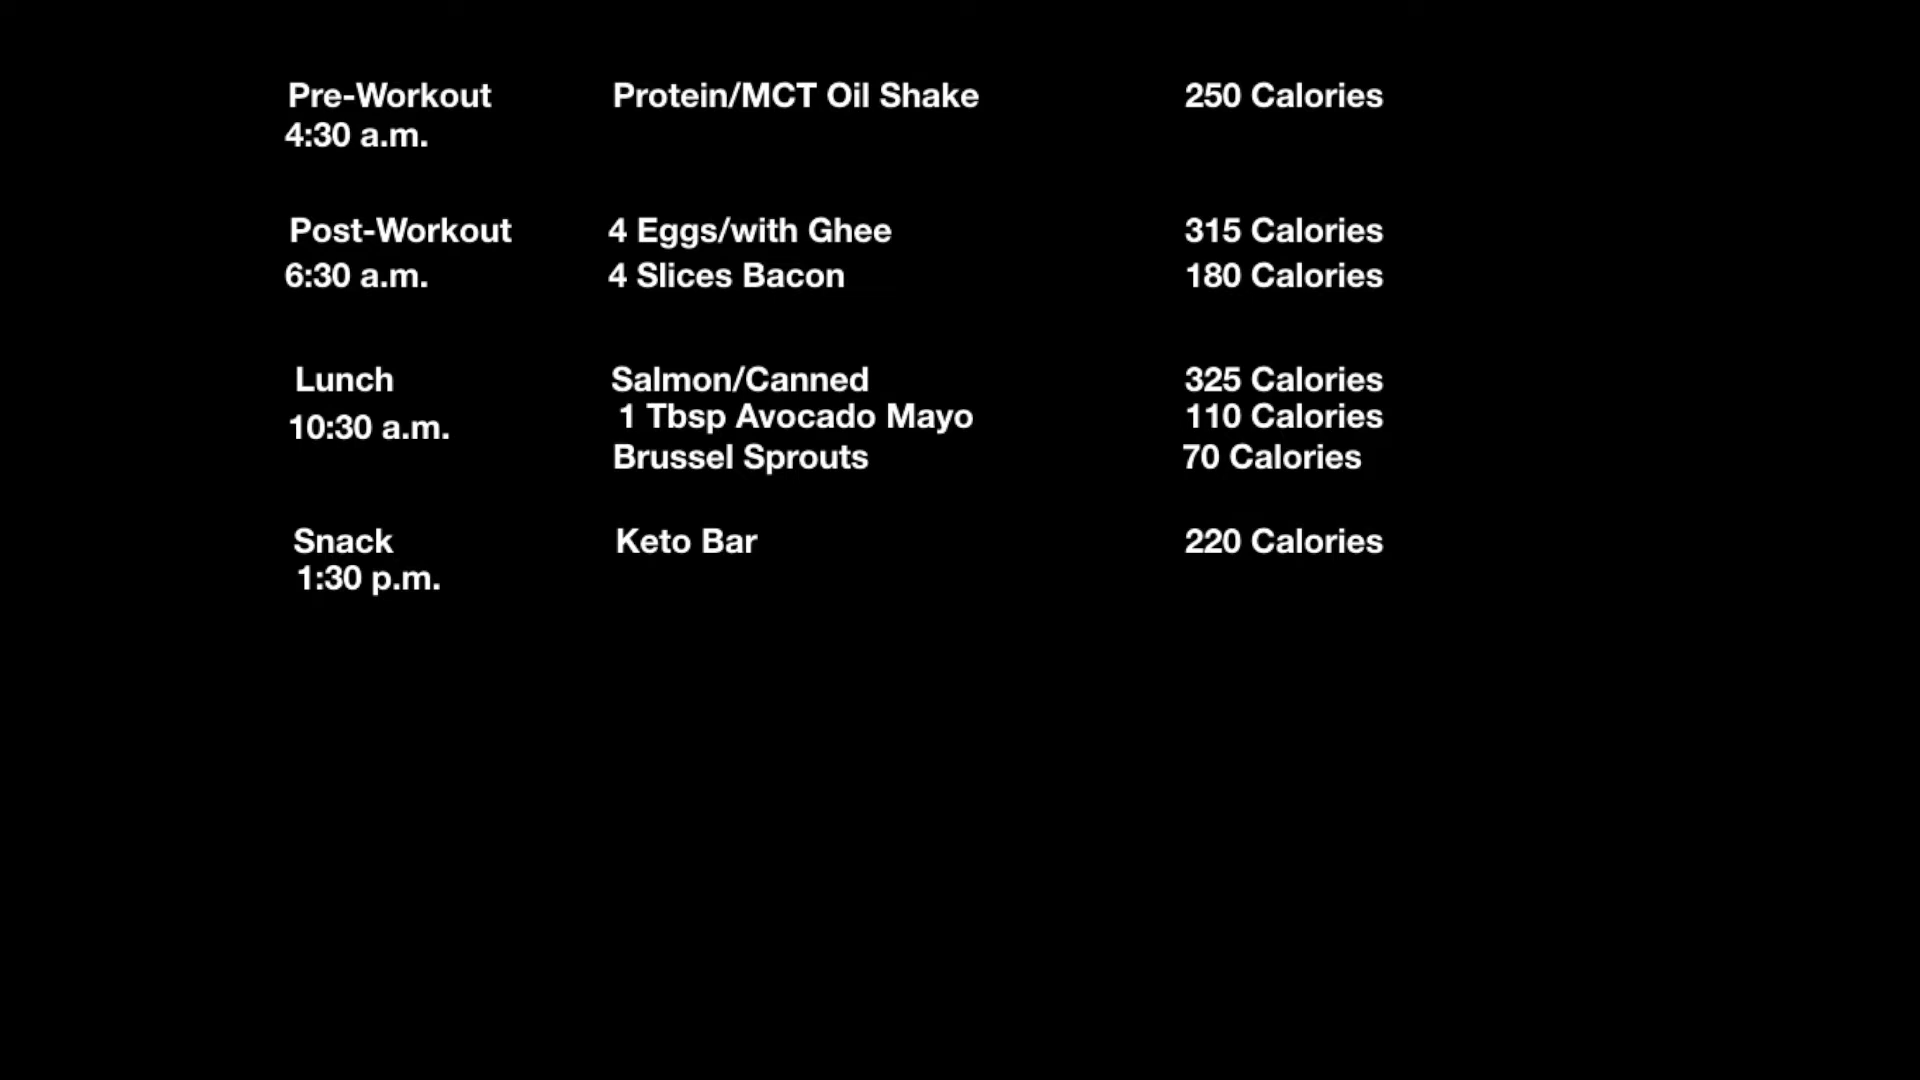 Pre-Workout Protein/MCT Oil Shake 250 Calories
4:30 a.m.
Post-Workout 4 Eggs/with Ghee 315 Calories
6:30 a.m. 4 Slices Bacon 180 Calories
Lunch Salmon/Canned 325 Calories
10:30 a.m. 1 Tbsp Avocado Mayo 110 Calories
Brussel Sprouts 70 Calories
Snack Keto Bar 220 Calories
1:30 p.m.